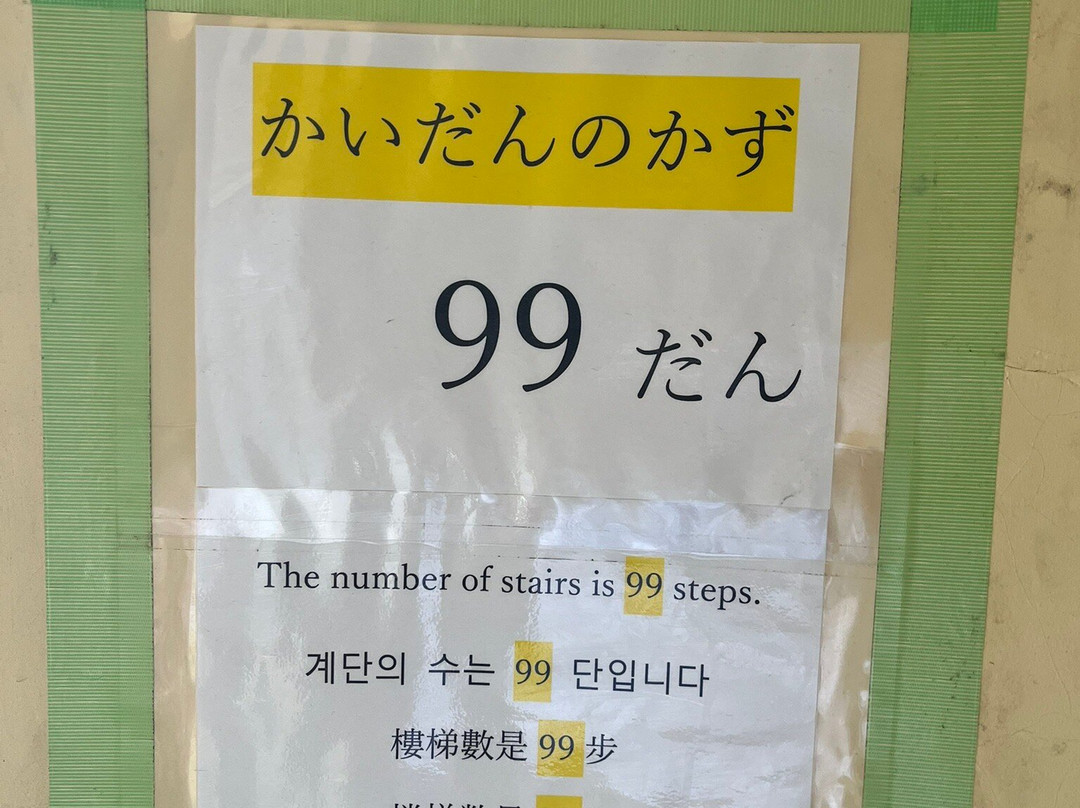 かいだんのかず
99 だん
The number of stairs is 99 steps.
계단의 수는 99 단입니다
樓梯數是 99 步